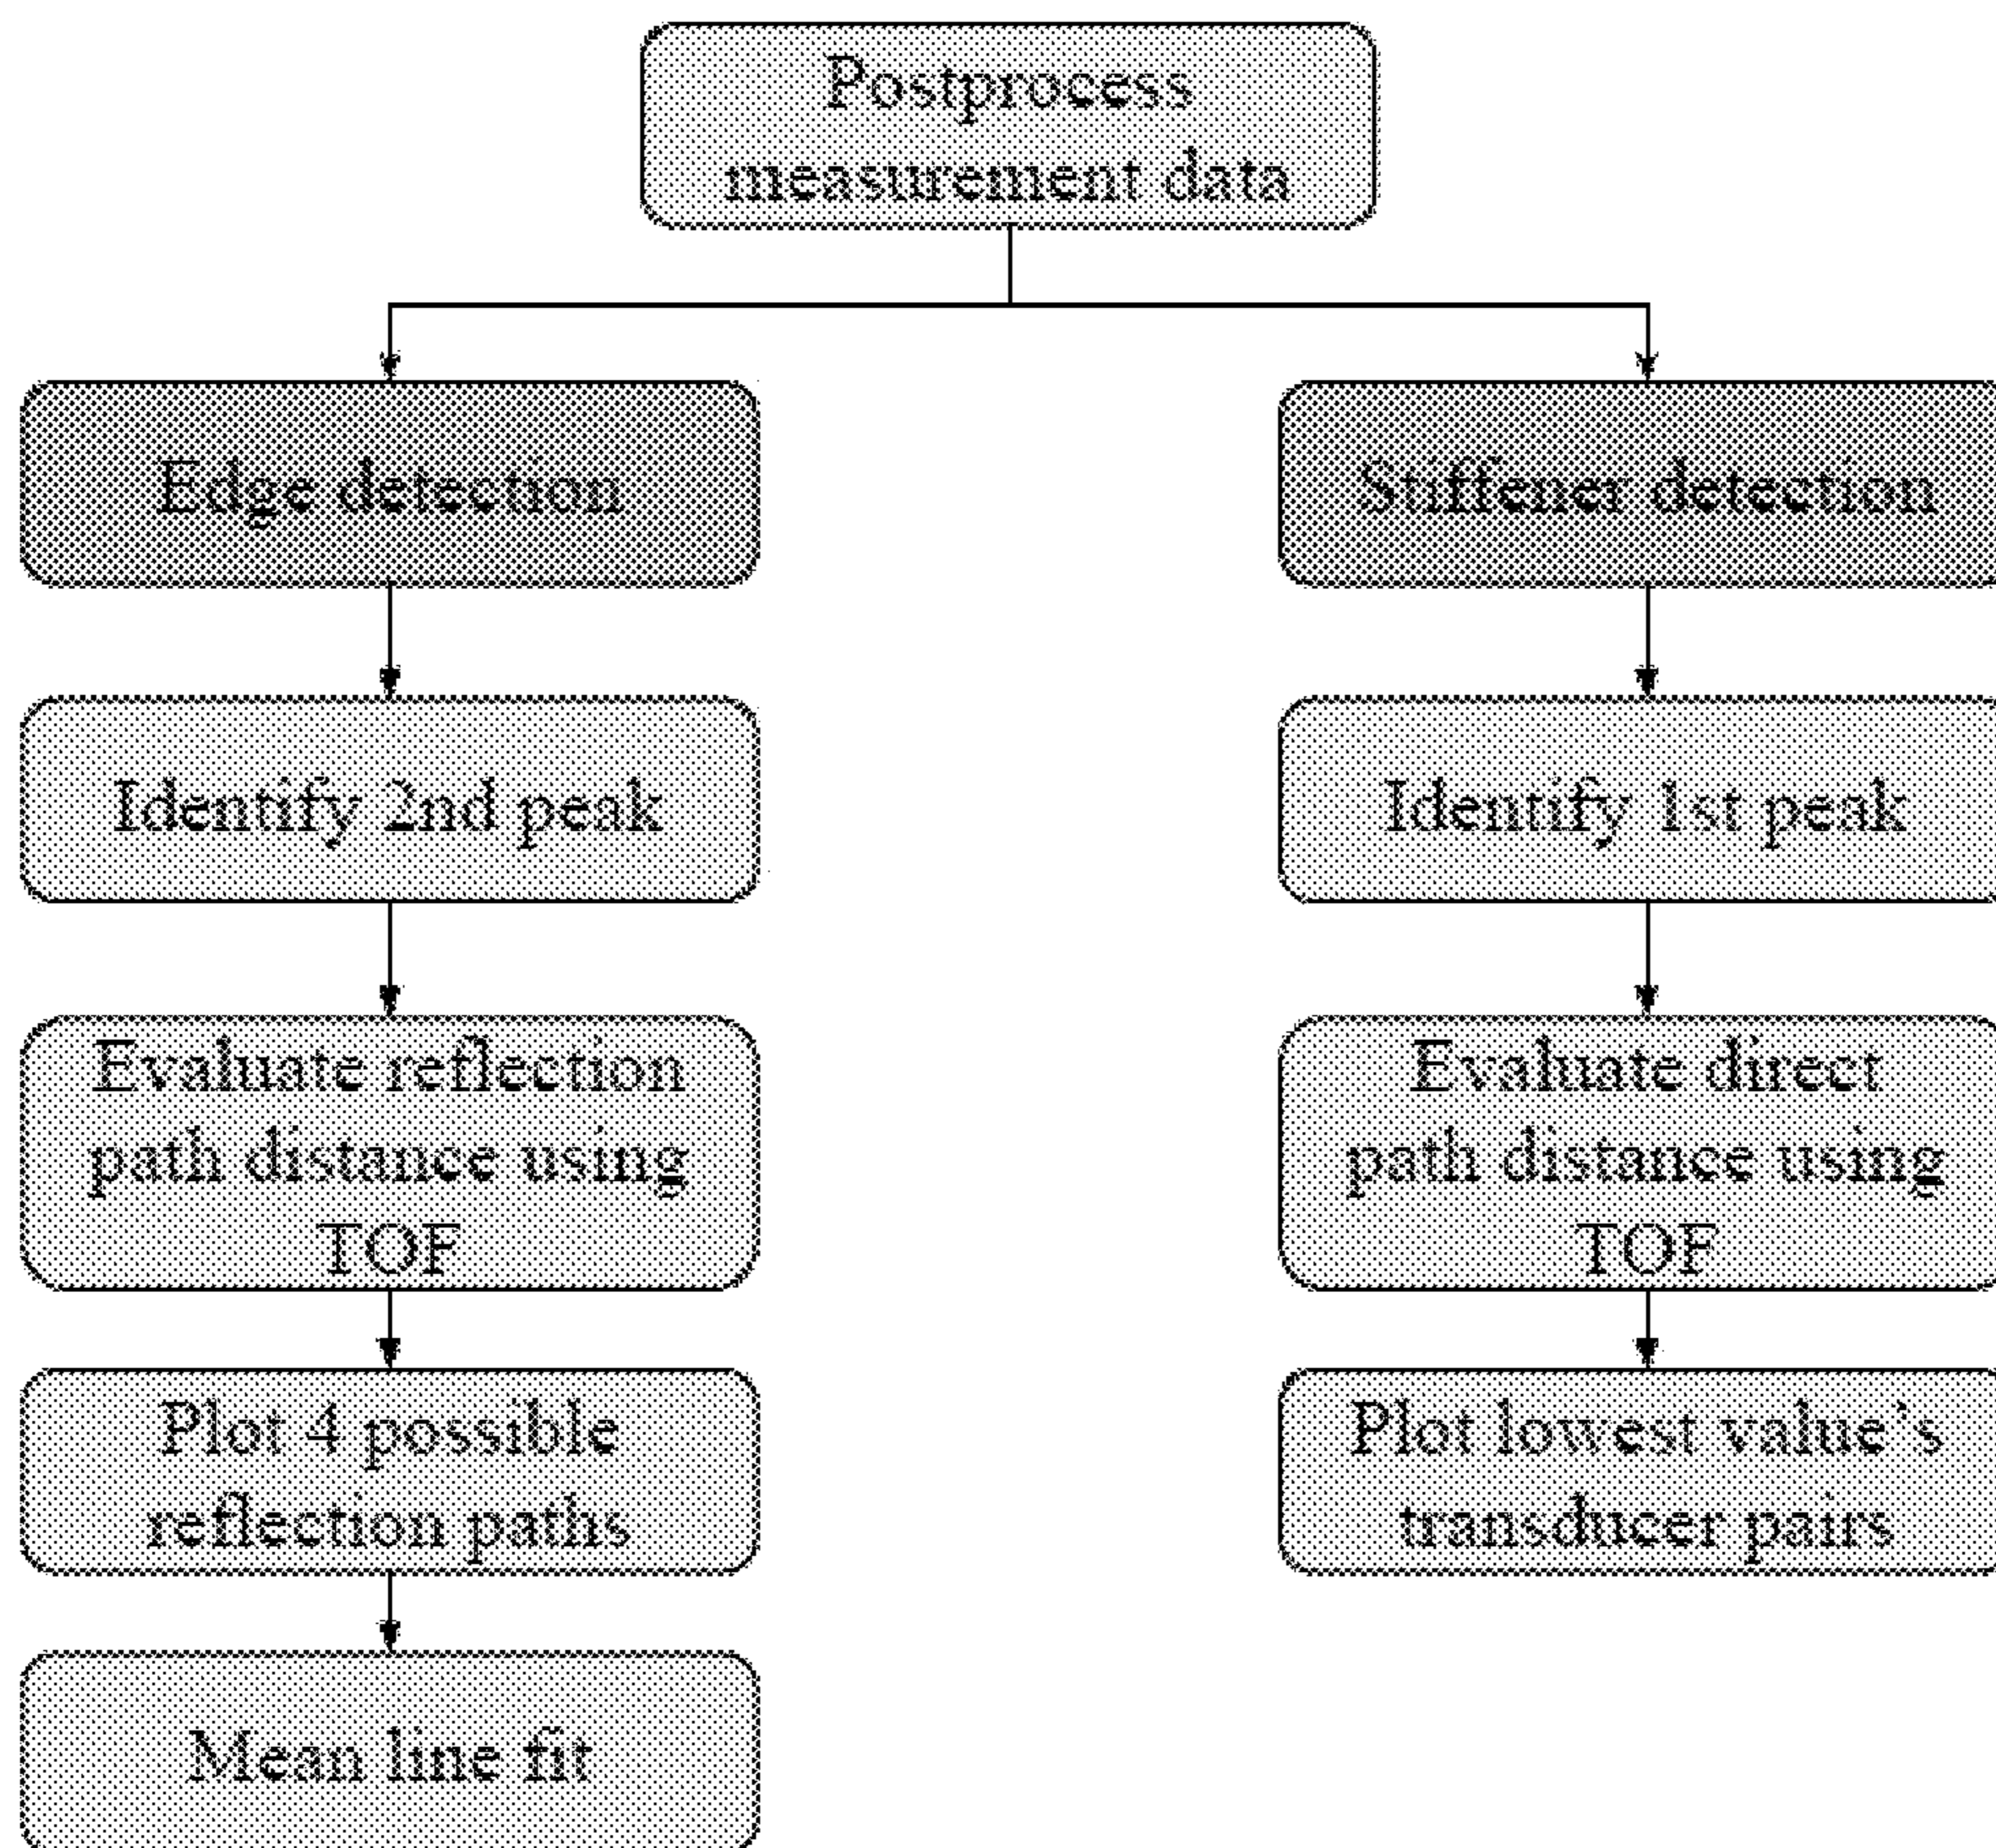 Postprocess
measurement data
Edge detection
Stiffener detection
Identify 2nd peak
Identify 1st peak
Evaluate reflection
path distance using
TOF
Evaluate direct
path distance using
TOF
Plot 4 possible
reflection paths
Plot lowest value's
transducer pairs
Mean line fit